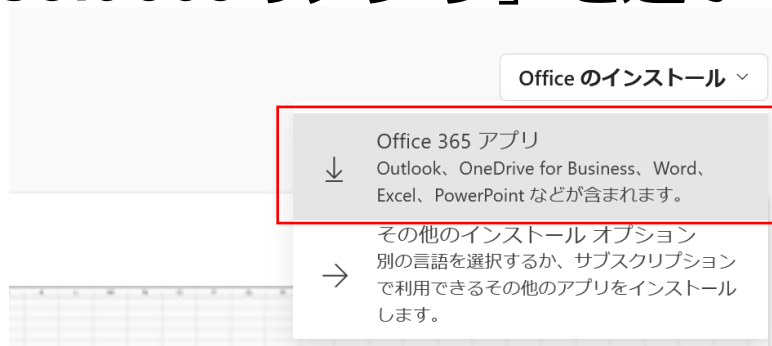 Office のインストール
Office 365 アプリ
Outlook、OneDrive for Business、Word、
Excel、PowerPoint などが含まれます。
その他のインストール オプション
別の言語を選択するか、サブスクリプション
で利用できるその他のアプリをインストール
します。